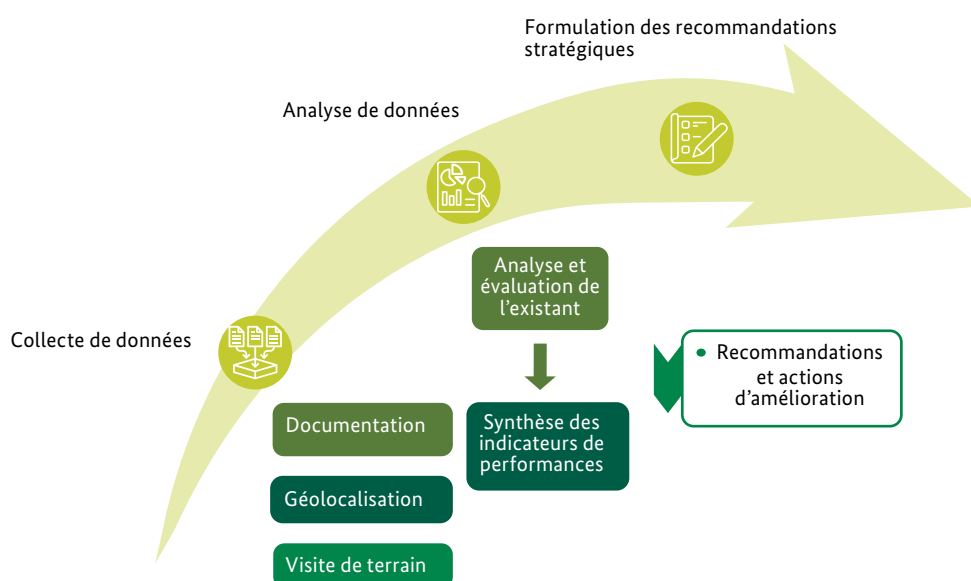 Formulation des recommandations
stratégiques
Analyse de données
Collecte de données
Analyse et
évaluation de
l'existant
Documentation
Géolocalisation
Visite de terrain
Synthèse des
indicateurs de
performances
• Recommandations
et actions
d'amélioration